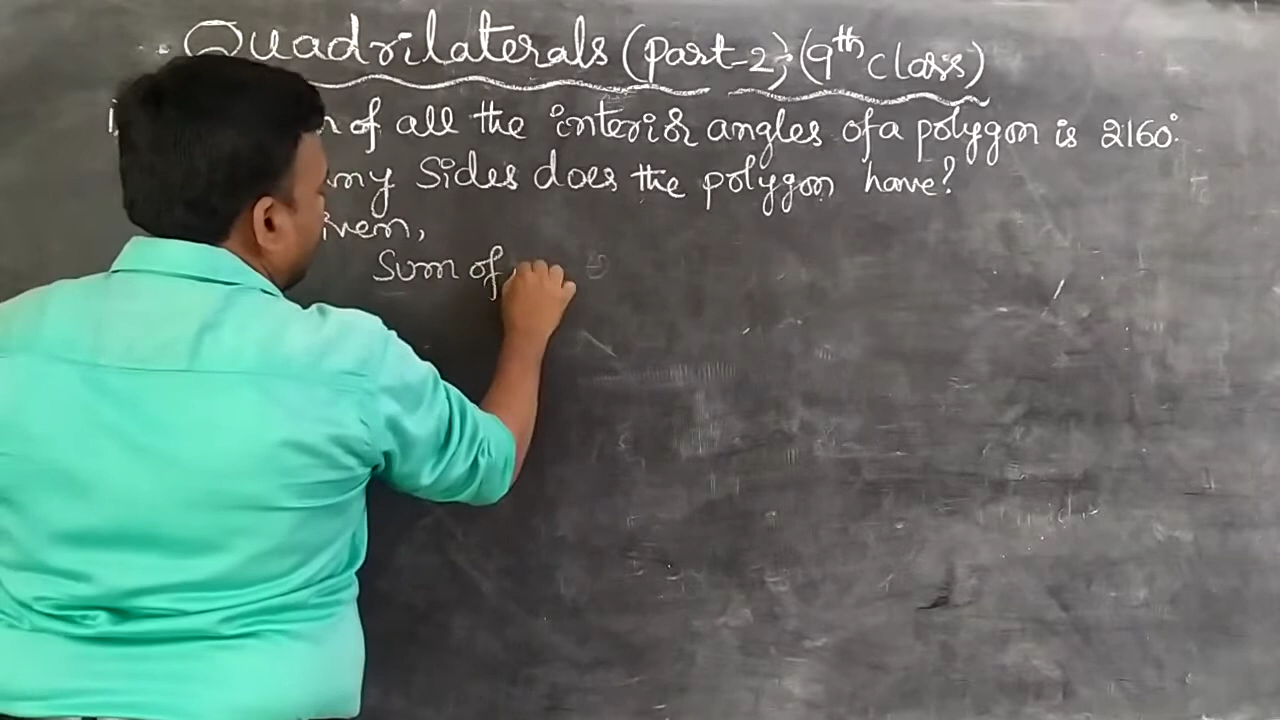 Quadrilaterals (part-2); (9th class)
of all the interior angles of a polygon is 2160°.
Sides does the polygon have?
Sum of